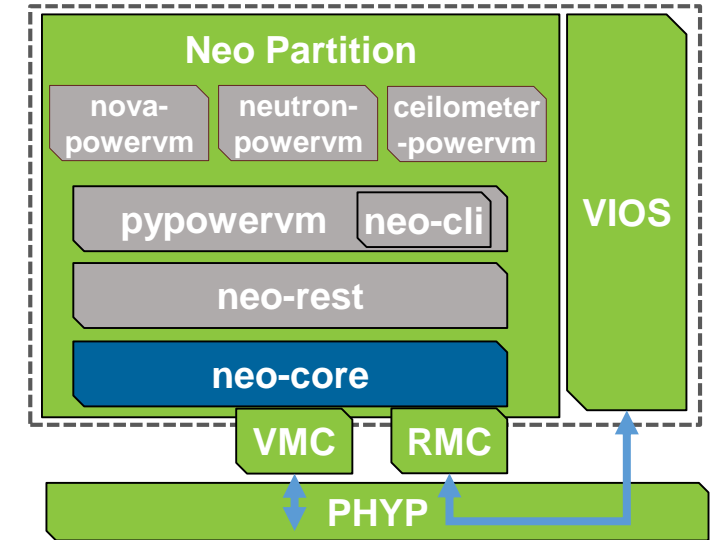 Neo Partition
nova-
powervm
neutron-
powervm
ceilometer
-powervm
pypowervm
neo-cli
VIOS
neo-rest
neo-core
VMC
RMC
PHYP